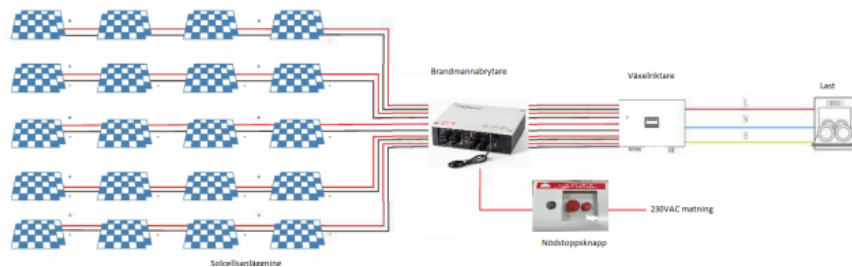 Brandmannabrytare
Växelriktare
Last
230VAC matning
Nödstoppsknapp
Solcellsanläggning